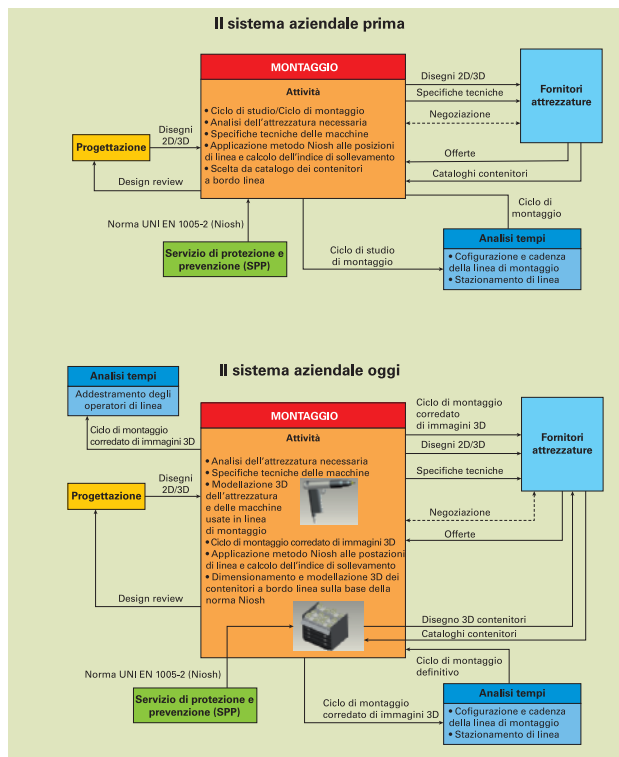 Il sistema aziendale prima
MONTAGGIO
Attività
• Ciclo di studio/Ciclo di montaggio
• Analisi dell'attrezzatura necessaria
• Specifiche tecniche delle macchine
• Applicazione metodo Niosh alle posizioni
di linea e calcolo dell'indice di sollevamento
• Scelta da catalogo dei contenitori
a bordo linea
Progettazione
Disegni
2D/3D
Design review
Norma UNI EN 1005-2 (Niosh)
Servizio di protezione e
prevenzione (SPP)
Disegni 2D/3D
Specifiche tecniche
Negoziazione
Offerte
Cataloghi contenitori
Fornitori
attrezzature
Ciclo di
montaggio
Ciclo di studio
di montaggio
Analisi tempi
• Cofigurazione e cadenza
della linea di montaggio
• Stazionamento di linea
Il sistema aziendale oggi
Analisi tempi
Addestramento degli
operatori di linea
Ciclo di montaggio
corredato di immagini 3D
MONTAGGIO
Attività
• Analisi dell'attrezzatura necessaria
• Specifiche tecniche delle macchine
• Modellazione 3D
dell'attrezzatura
e delle macchine
usate in linea
di montaggio
• Ciclo di montaggio corredato di immagini 3D
• Applicazione metodo Niosh alle postazioni
di linea e calcolo dell'indice di sollevamento
• Dimensionamento e modellazione 3D dei
contenitori a bordo linea sulla base della
norma Niosh
Progettazione
Disegni
2D/3D
Design review
Norma UNI EN 1005-2 (Niosh)
Servizio di protezione e
prevenzione (SPP)
Ciclo di montaggio
corredato
di immagini 3D
Disegni 2D/3D
Specifiche tecniche
Negoziazione
Offerte
Fornitori
attrezzature
Disegno 3D contenitori
Cataloghi contenitori
Ciclo di montaggio
definitivo
Ciclo di montaggio
corredato di immagini 3D
Analisi tempi
• Cofigurazione e cadenza
della linea di montaggio
• Stazionamento di linea